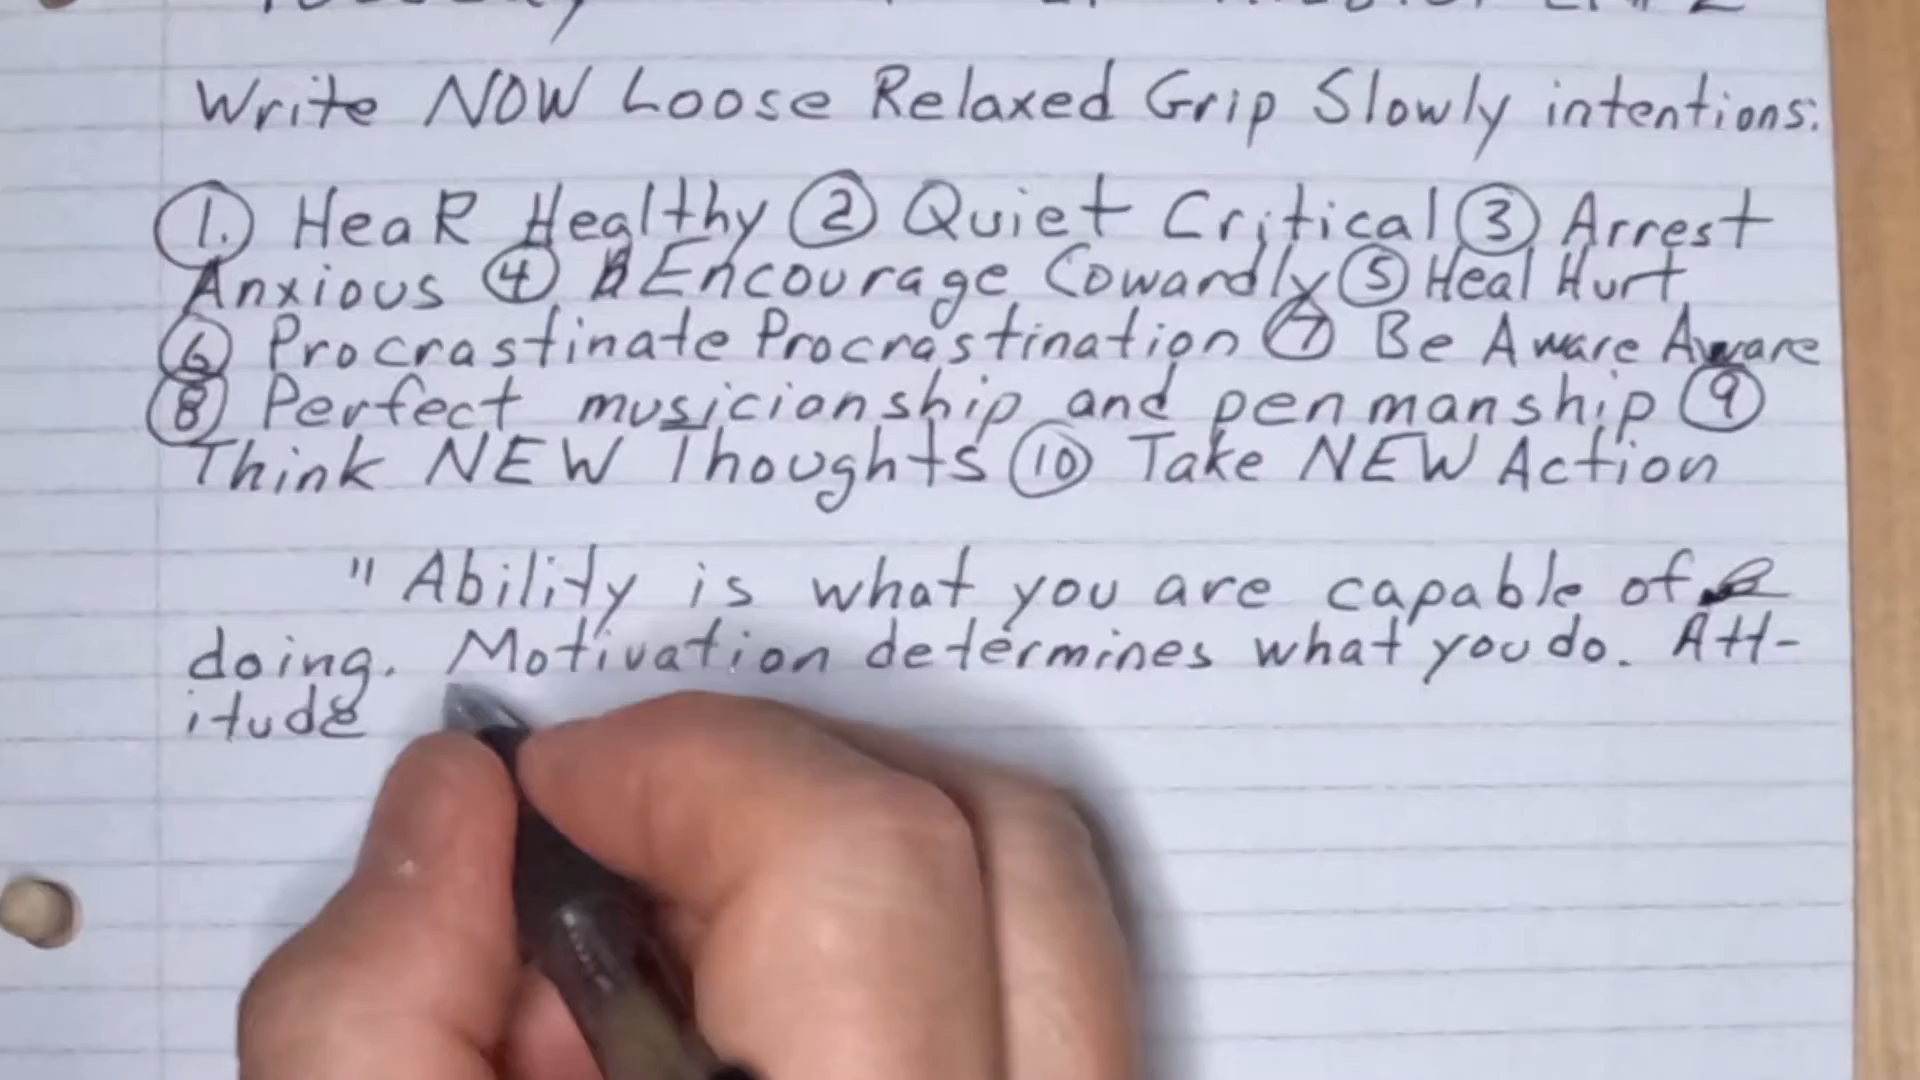 Write NOW Loose Relaxed Grip Slowly intentions:
1. HeaR Healthy 2 Quiet Critical 3 Arrest
Anxious 4 Encourage Cowardly 5 Heal Hurt
6 Procrastinate Procrastination 7 Be Aware Aware
8 Perfect musicianship and penmanship 9
Think NEW Thoughts 10 Take NEW Action
"Ability is what you are capable of
doing. Motivation determines what you do. Att-
itude